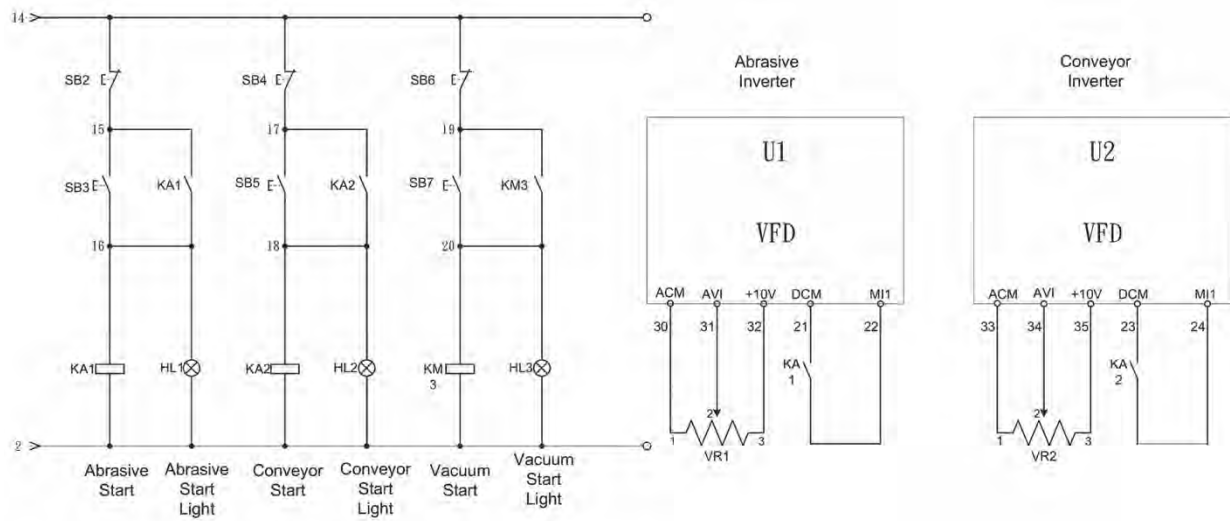 14
SB2
SB4
SB6
15
17
19
SB3
KA1
SB5
KA2
SB7
KM3
16
18
20
KA1
HL1
KA2
HL2
KM
3
HL3
2
Abrasive
Start
Abrasive
Start
Light
Conveyor
Start
Conveyor
Start
Light
Vacuum
Start
Vacuum
Start
Light
Abrasive
Inverter
U1
VFD
ACM
AVI
+10V
DCM
MI1
30
31
32
21
22
KA
1
2
1
3
VR1
Conveyor
Inverter
U2
VFD
ACM
AVI
+10V
DCM
MI1
33
34
35
23
24
KA
2
2
1
3
VR2